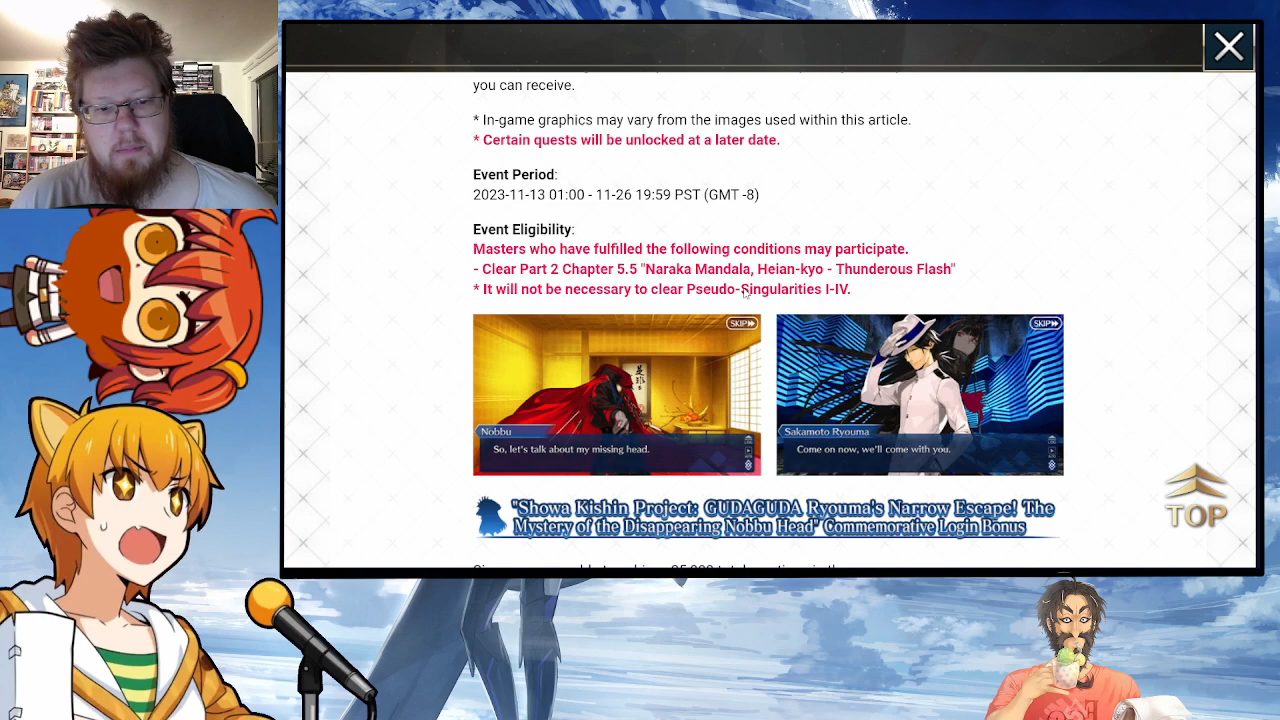 you can receive.
* In-game graphics may vary from the images used within this article.
* Certain quests will be unlocked at a later date.
Event Period:
2023-11-13 01:00 - 11-26 19:59 PST (GMT -8)
Event Eligibility:
Masters who have fulfilled the following conditions may participate.
- Clear Part 2 Chapter 5.5 "Naraka Mandala, Heian-kyo - Thunderous Flash"
* It will not be necessary to clear Pseudo-Singularities I-IV.
SKIP
Nobbu
So, let's talk about my missing head.
SKIP
Sakamoto Ryouma
Come on now, we'll come with you.
"Showa Kishin Project: GUDAGUDA Ryouma's Narrow Escape! The
Mystery of the Disappearing Nobbu Head" Commemorative Login Bonus
TOP